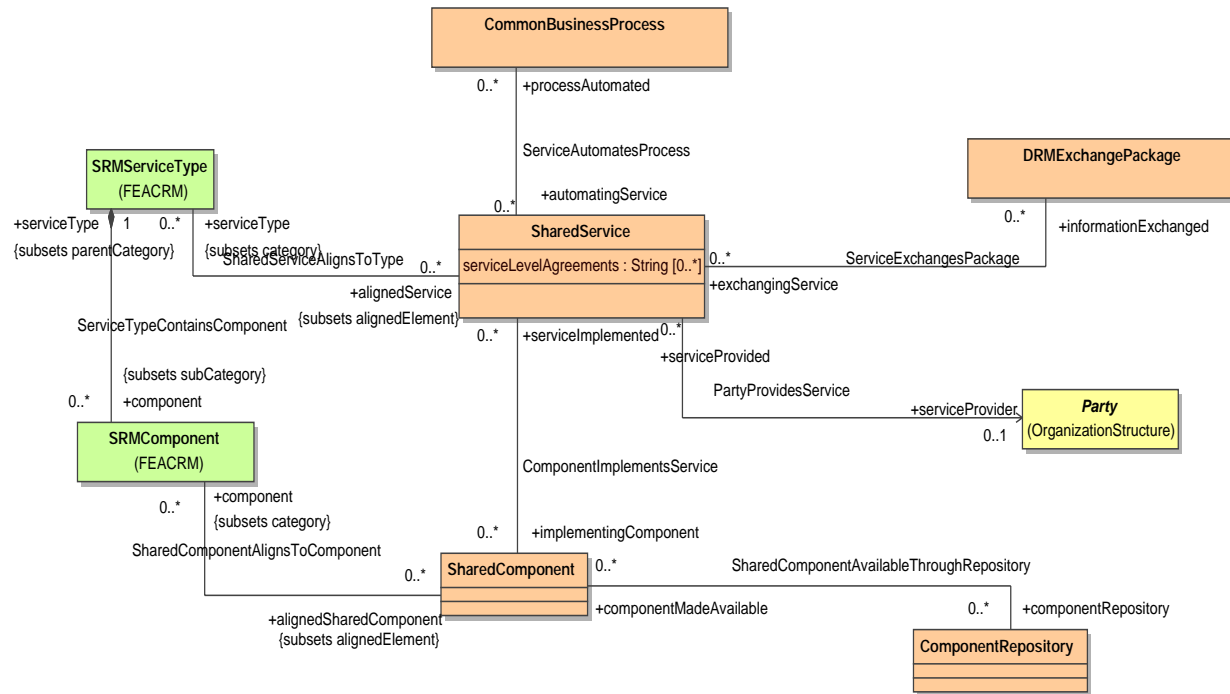 CommonBusinessProcess
0..*
+processAutomated
ServiceAutomatesProcess
+automatingService
0..*
SRMServiceType
(FEACRM)
+serviceType
1
0..*
+serviceType
{subsets parentCategory}
{subsets category}
SharedServiceAlignsToType
0..*
+alignedService
{subsets alignedElement}
SharedService
serviceLevelAgreements : String [0..*]
DRMExchangePackage
0..*
+informationExchanged
ServiceExchangesPackage
0..*
+exchangingService
ServiceTypeContainsComponent
{subsets subCategory}
0..*
+component
0..*
+serviceImplemented
0..*
+serviceProvided
PartyProvidesService
+serviceProvider
0..1
Party
(OrganizationStructure)
SRMComponent
(FEACRM)
0..*
+component
{subsets category}
SharedComponentAlignsToComponent
0..*
+alignedSharedComponent
{subsets alignedElement}
ComponentImplementsService
0..*
+implementingComponent
SharedComponent
0..*
SharedComponentAvailableThroughRepository
+componentMadeAvailable
0..*
+componentRepository
ComponentRepository